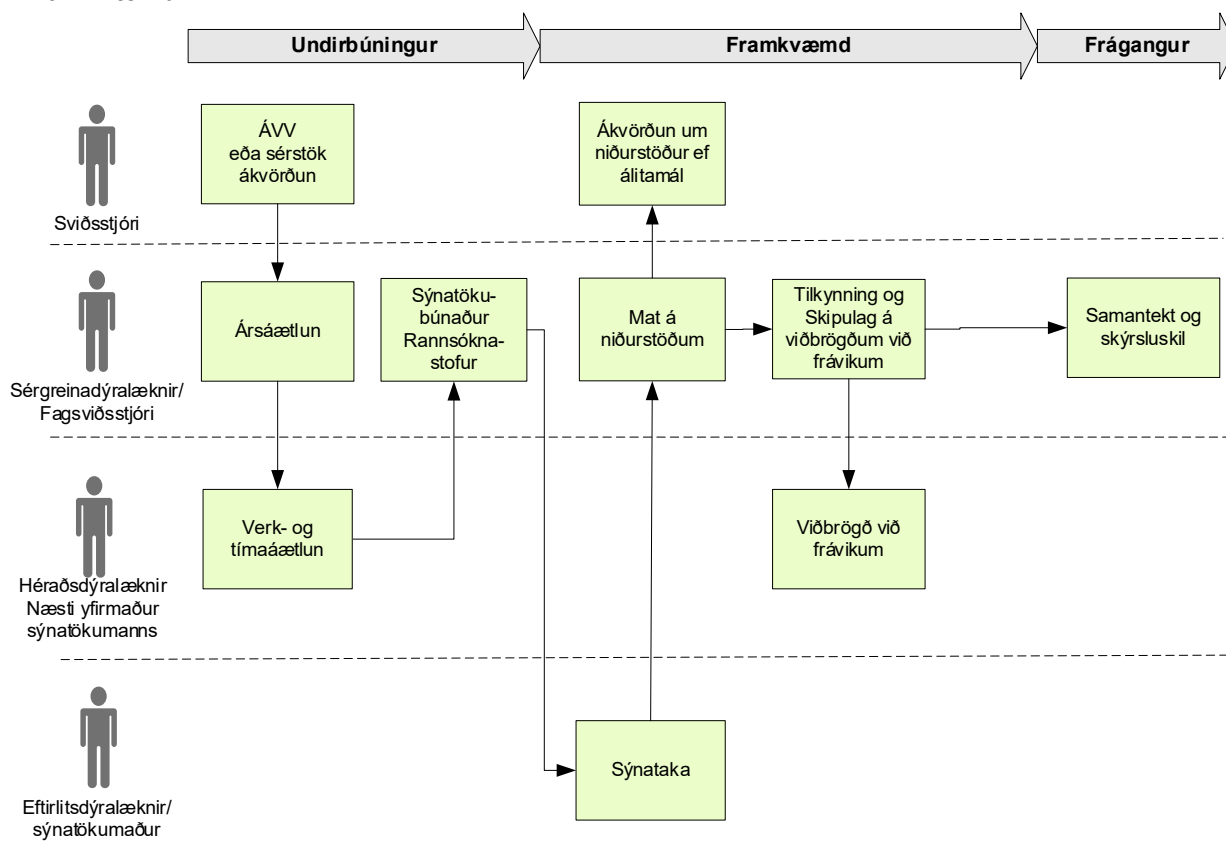 Undirbúningur
Framkvæmd
Frágangur
ÁVV
eða sérstök
ákvörðun
Ákvörðun um
niðurstöður ef
álitamál
Sviðsstjóri
Ársáætlun
Sýnatöku-
búnaður
Rannsókna-
stofur
Mat á
niðurstöðum
Tilkynning og
Skipulag á
viðbrögðum við
frávikum
Samantekt og
skýrsluskil
Sérgreinadýralæknir/
Fagsviðsstjóri
Verk- og
tímaáætlun
Viðbrögð við
frávikum
Héraðsdýralæknir
Næsti yfirmaður
sýnatökumanns
Sýnataka
Eftirlitsdýralæknir/
sýnatökumaður